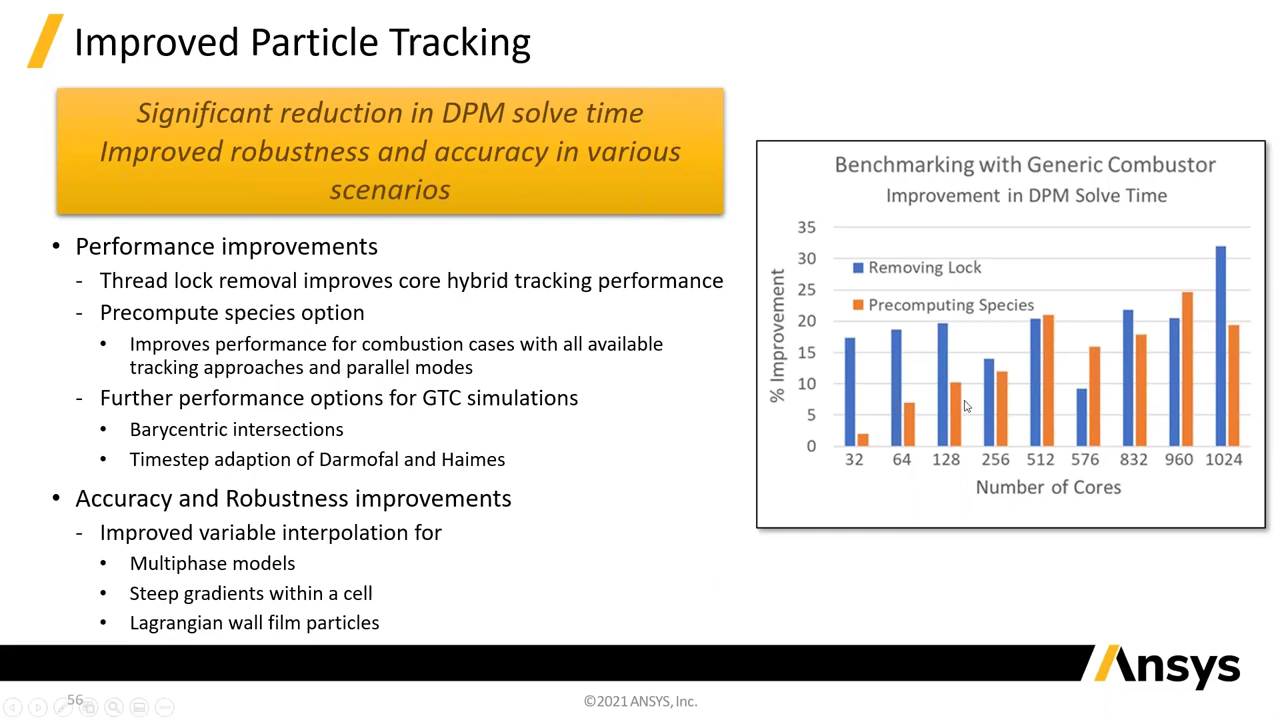 Improved Particle Tracking
Significant reduction in DPM solve time
Improved robustness and accuracy in various
scenarios
• Performance improvements
- Thread lock removal improves core hybrid tracking performance
- Precompute species option
• Improves performance for combustion cases with all available
tracking approaches and parallel modes
- Further performance options for GTC simulations
• Barycentric intersections
• Timestep adaption of Darmofal and Haimes
• Accuracy and Robustness improvements
- Improved variable interpolation for
• Multiphase models
• Steep gradients within a cell
• Lagrangian wall film particles
Benchmarking with Generic Combustor
Improvement in DPM Solve Time
% Improvement
35
30
25
20
15
10
5
0
Removing Lock
Precomputing Species
32 64 128 256 512 576 832 960 1024
Number of Cores
Ansys
56
©2021 ANSYS, Inc.